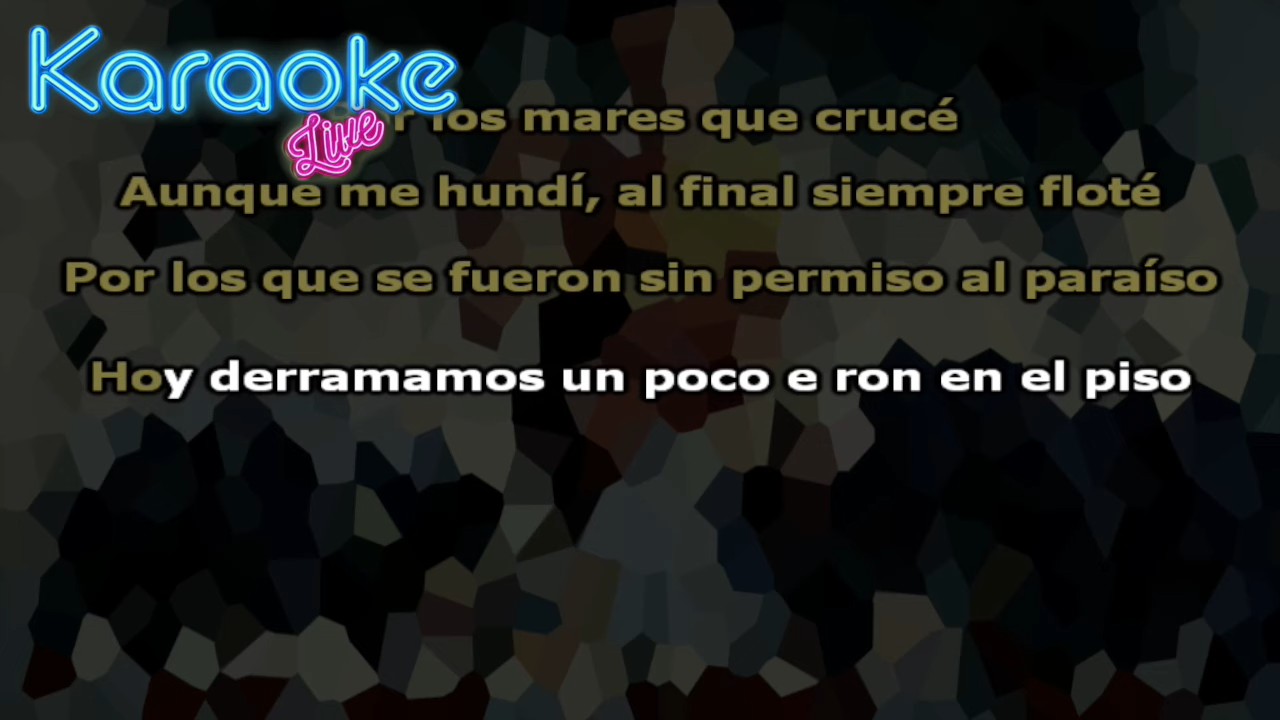 Karaoke
Live
los mares que crucé
Aunque me hundí, al final siempre floté
Por los que se fueron sin permiso al paraíso
Hoy derramamos un poco e ron en el piso